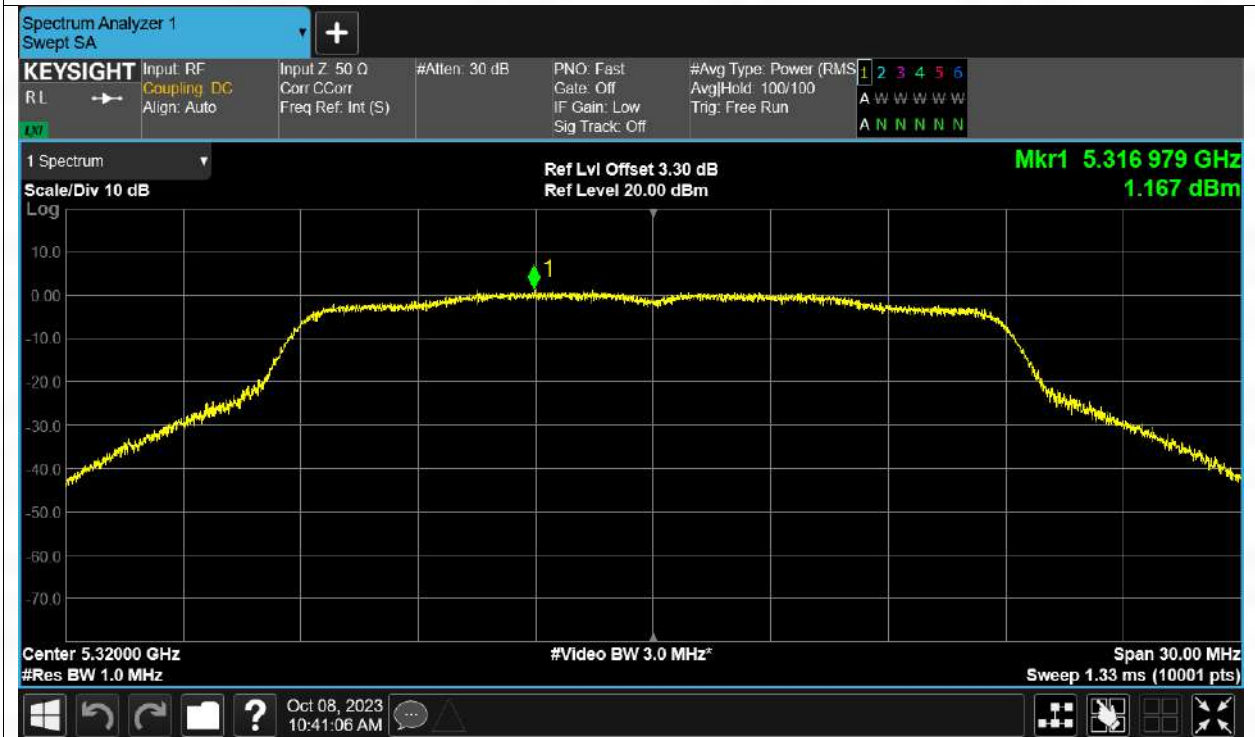 Spectrum Analyzer 1
Swept SA
+
KEYSIGHT
RL
LXI
Input: RF
Coupling: DC
Align: Auto
Input Z: 50 Ω
Corr CCorr
Freq Ref: Int (S)
#Atten: 30 dB
PNO: Fast
Gate: Off
IF Gain: Low
Sig Track: Off
#Avg Type: Power (RMS
Avg|Hold: 100/100
Trig: Free Run
1 2 3 4 5 6
A W W W W W
A N N N N N
1 Spectrum
Scale/Div 10 dB
Log
Ref Lvl Offset 3.30 dB
Ref Level 20.00 dBm
Mkr1 5.316 979 GHz
1.167 dBm
10.0
0.00
-10.0
-20.0
-30.0
-40.0
-50.0
-60.0
-70.0
1
Center 5.32000 GHz
#Res BW 1.0 MHz
#Video BW 3.0 MHz*
Span 30.00 MHz
Sweep 1.33 ms (10001 pts)
?
Oct 08, 2023
10:41:06 AM